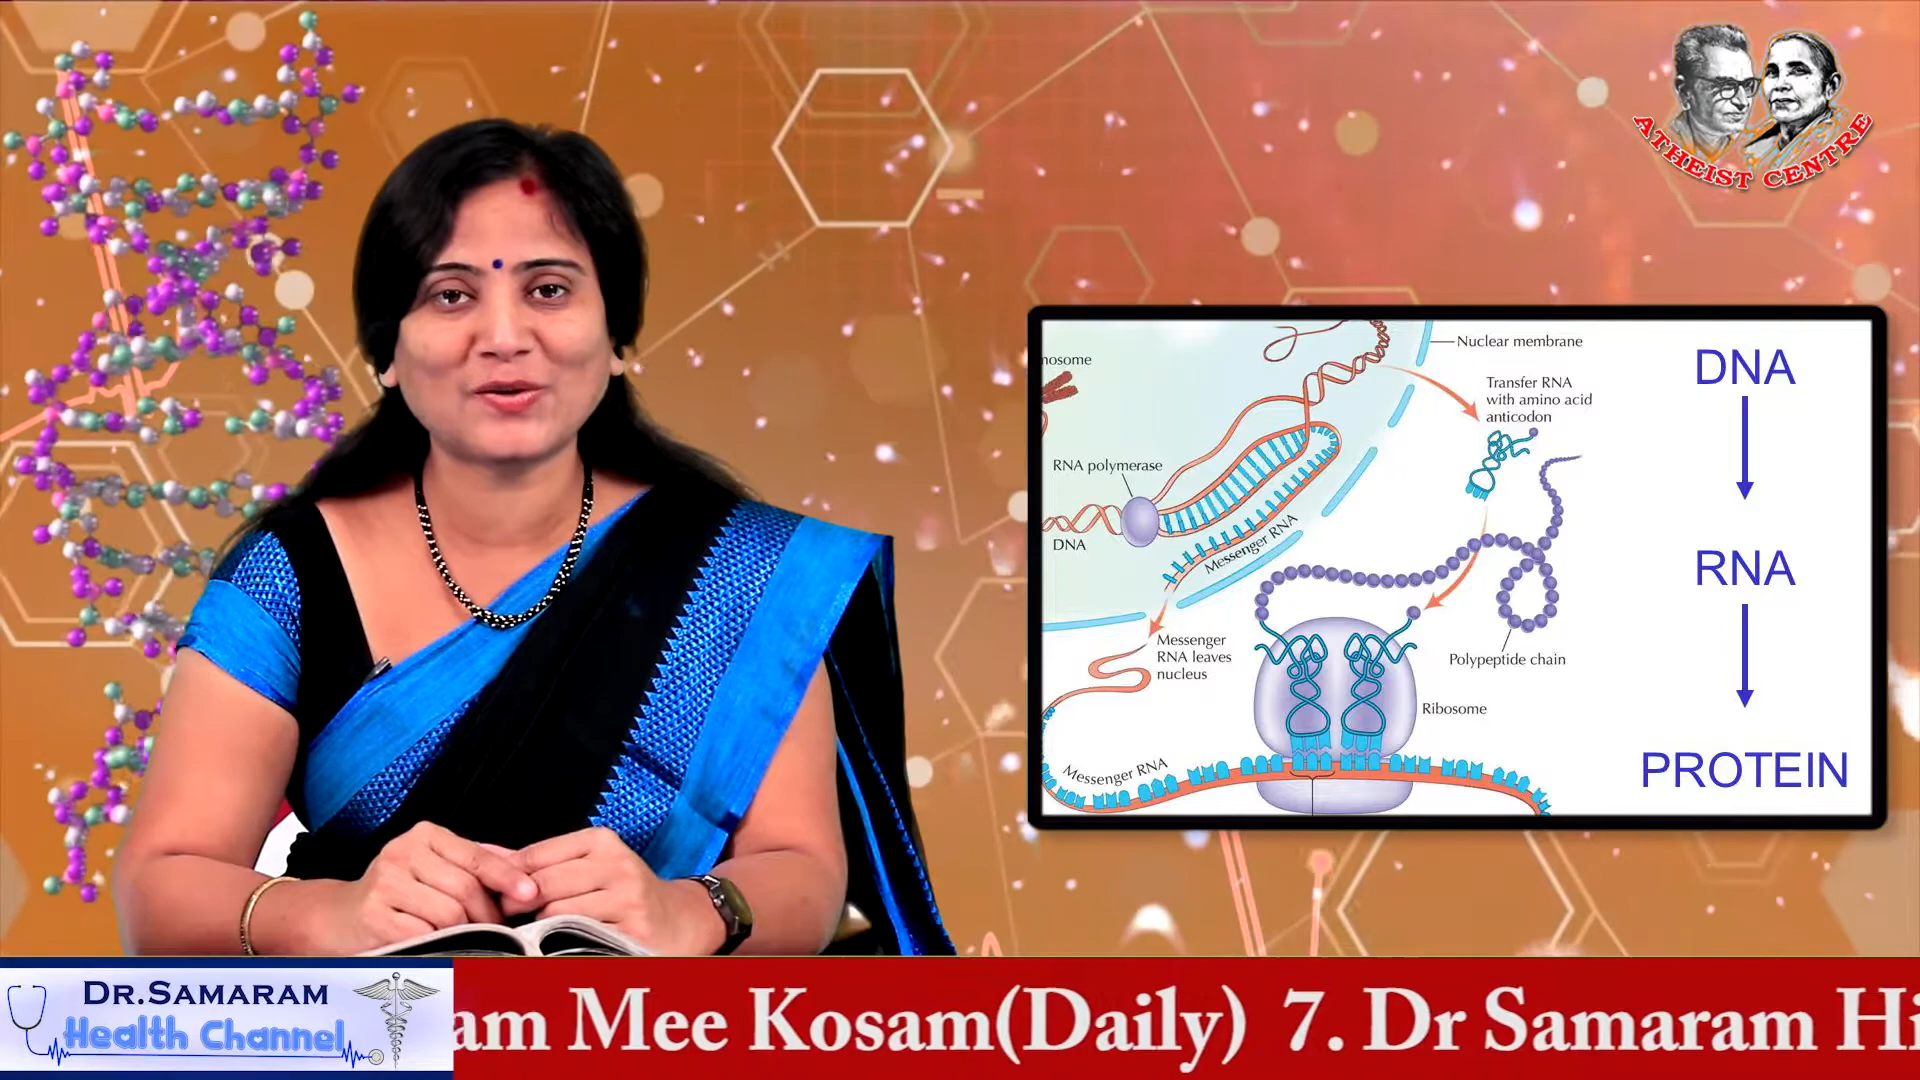 ATHEIST CENTRE
Nuclear membrane
Transfer RNA
with amino acid
anticodon
RNA polymerase
DNA
Messenger RNA
Messenger
RNA leaves
nucleus
Polypeptide chain
Ribosome
Messenger RNA
DNA
RNA
PROTEIN
DR.SAMARAM
Health Channel
am Mee Kosam(Daily) 7. Dr Samaram Hi